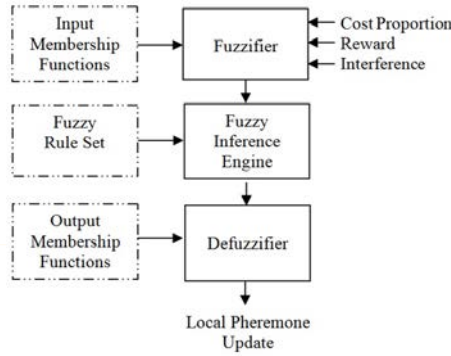 Input
Membership
Functions
Fuzzifier
Cost Proportion
Reward
Interference
Fuzzy
Rule Set
Fuzzy
Inference
Engine
Output
Membership
Functions
Defuzzifier
Local Pheremone
Update